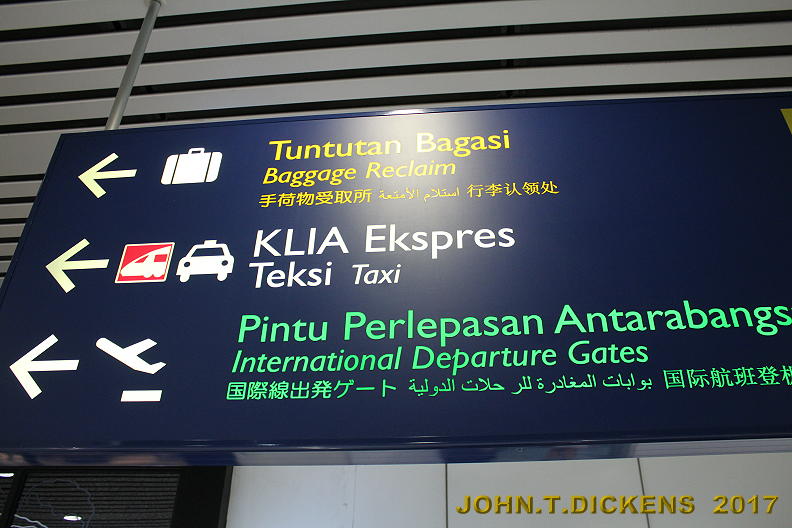 Tuntutan Bagasi
Baggage Reclaim
手荷物受取所 استلام الأمتعة 行李认领处
KLIA Ekspres
Teksi Taxi
Pintu Perlepasan Antarabangs
International Departure Gates
国際線出発ゲート بوابات المغادرة للر حلات الدولية 国际航班登机
JOHN.T.DICKENS 2017